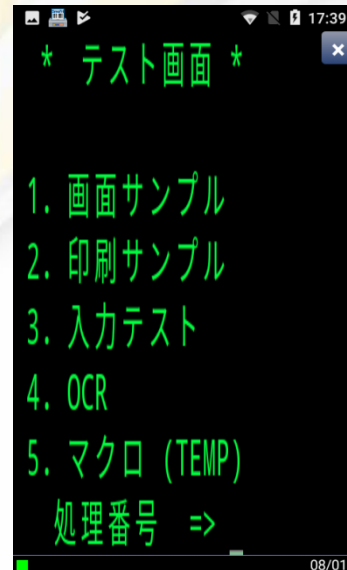 17:39
* テスト画面 *
×
1. 画面サンプル
2. 印刷サンプル
3. 入力テスト
4. OCR
5. マクロ (TEMP)
処理番号 =>
08/01